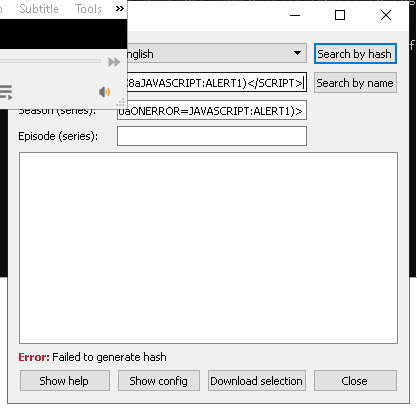 Subtitle Tools »
nglish
Search by hash
8aJAVASCRIPT:ALERT1)</SCRIPT>
Search by name
Season (series):
0aONERROR=JAVASCRIPT:ALERT1)>
Episode (series):
Error: Failed to generate hash
Show help
Show config
Download selection
Close